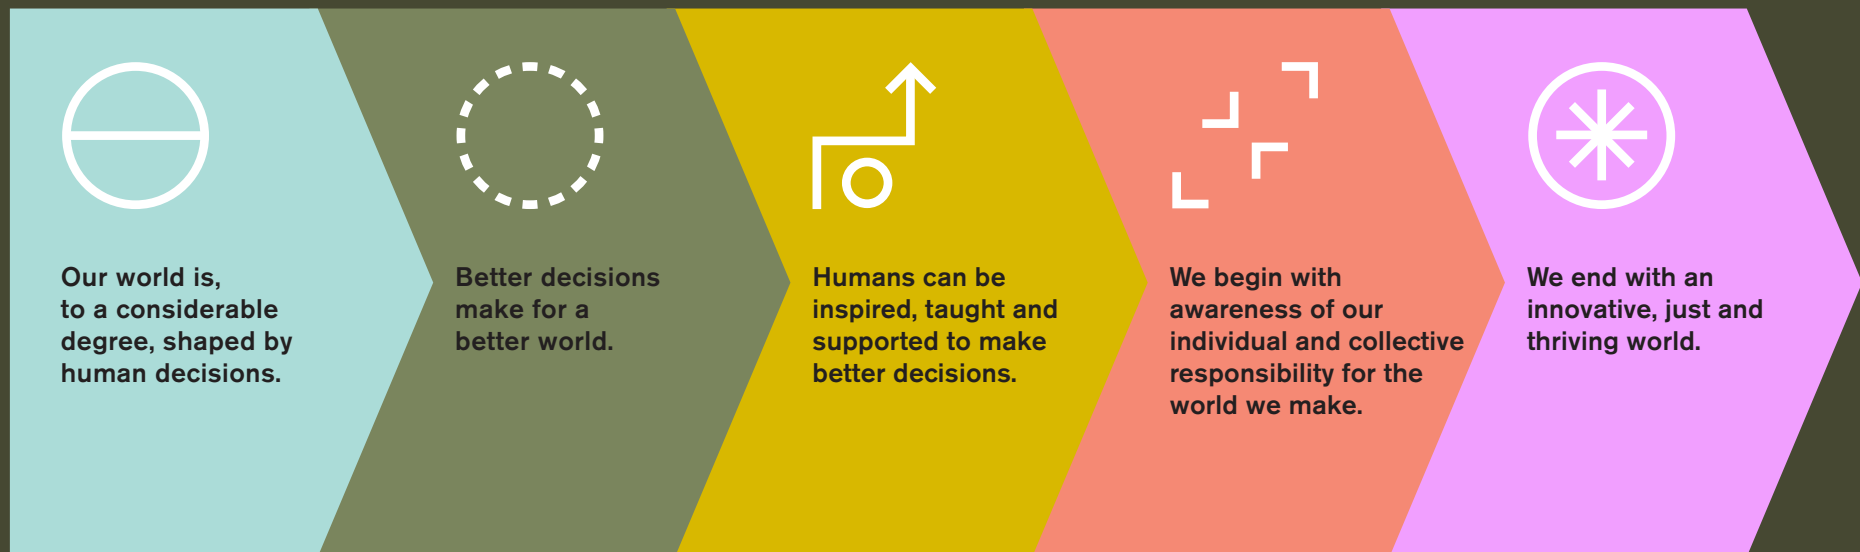 Our world is,
to a considerable
degree, shaped by
human decisions.
Better decisions
make for a
better world.
Humans can be
inspired, taught and
supported to make
better decisions.
We begin with
awareness of our
individual and collective
responsibility for the
world we make.
We end with an
innovative, just and
thriving world.